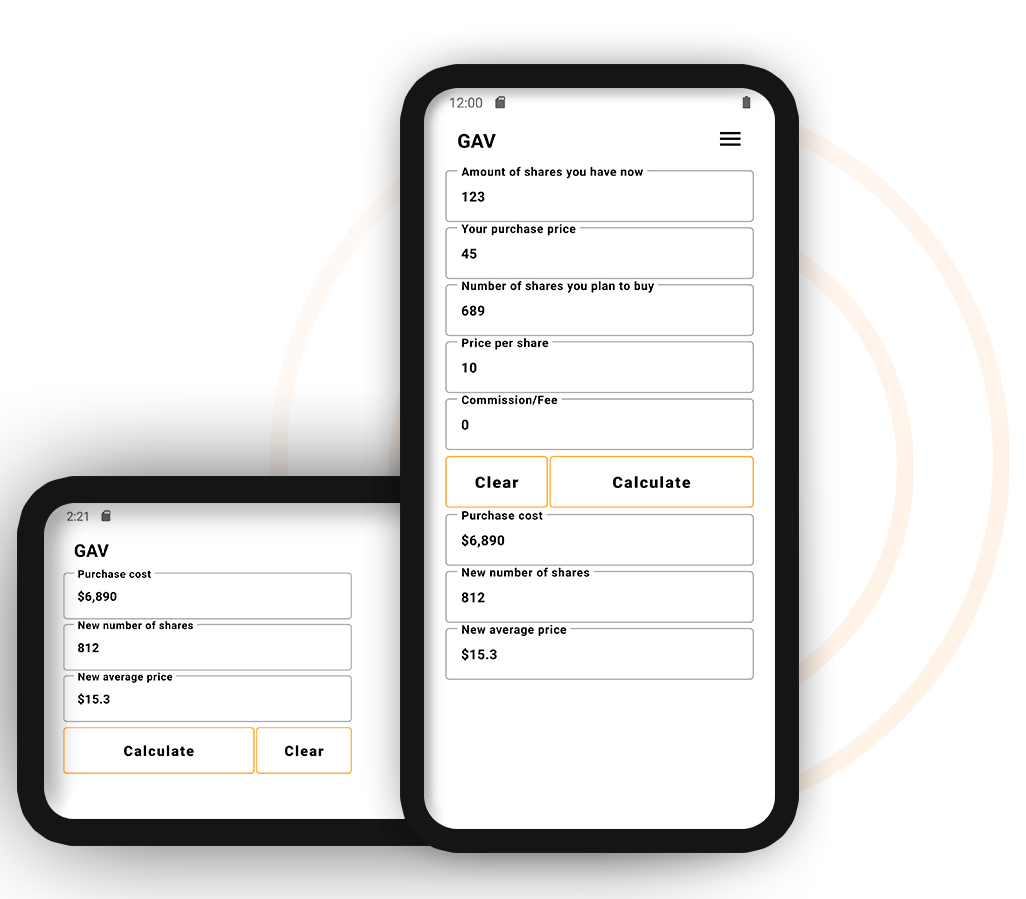 12:00
GAV
Amount of shares you have now
123
Your purchase price
45
Number of shares you plan to buy
689
Price per share
10
Commission/Fee
0
Clear Calculate
Purchase cost
$6,890
New number of shares
812
New average price
$15.3
2:21
GAV
Purchase cost
$6,890
New number of shares
812
New average price
$15.3
Calculate Clear